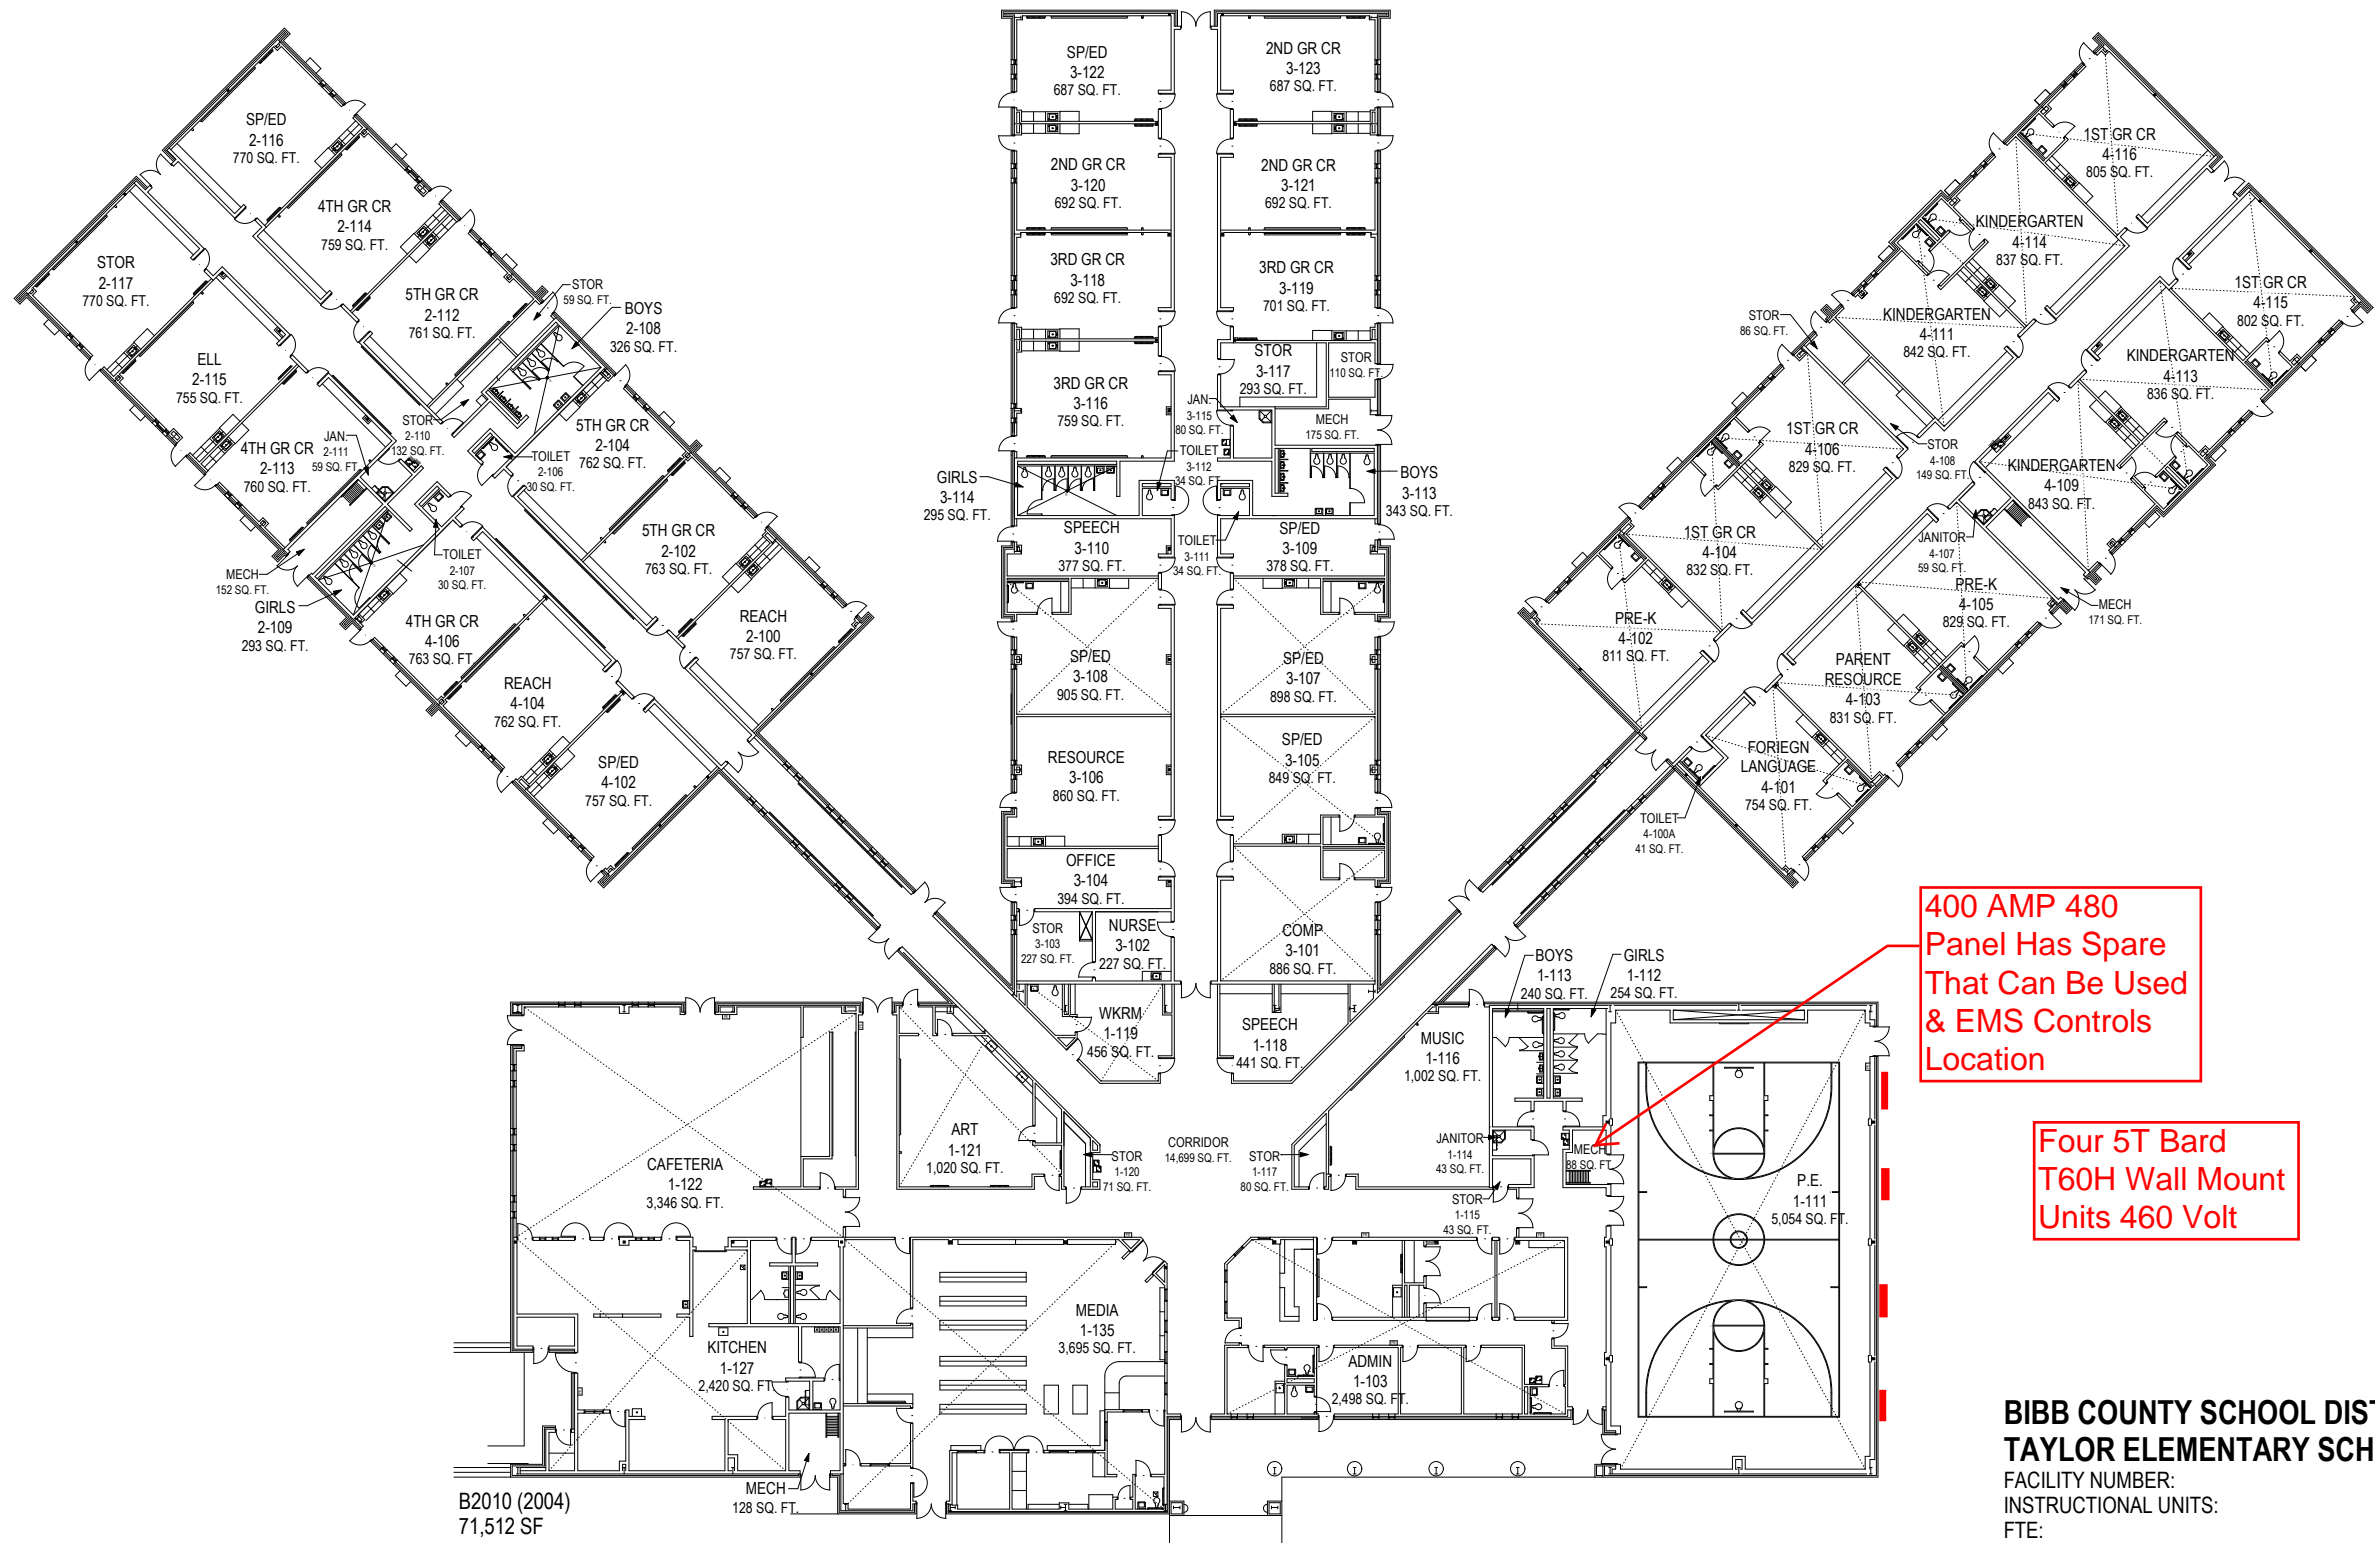 SP/ED
2-116
770 SQ. FT.
4TH GR CR
2-114
759 SQ. FT.
STOR
2-117
770 SQ. FT.
5TH GR CR
2-112
761 SQ. FT.
STOR
59 SQ. FT.
BOYS
2-108
326 SQ. FT.
ELL
2-115
755 SQ. FT.
STOR
2-110
132 SQ. FT.
JAN.
2-111
59 SQ. FT.
4TH GR CR
2-113
760 SQ. FT.
5TH GR CR
2-104
762 SQ. FT.
TOILET
2-106
30 SQ. FT.
TOILET
2-107
30 SQ. FT.
5TH GR CR
2-102
763 SQ. FT.
MECH
152 SQ. FT.
GIRLS
2-109
293 SQ. FT.
4TH GR CR
4-106
763 SQ. FT.
REACH
2-100
757 SQ. FT.
REACH
4-104
762 SQ. FT.
SP/ED
4-102
757 SQ. FT.
SP/ED
3-122
687 SQ. FT.
2ND GR CR
3-123
687 SQ. FT.
2ND GR CR
3-120
692 SQ. FT.
2ND GR CR
3-121
692 SQ. FT.
3RD GR CR
3-118
692 SQ. FT.
3RD GR CR
3-119
701 SQ. FT.
STOR
3-117
293 SQ. FT.
STOR
110 SQ. FT.
3RD GR CR
3-116
759 SQ. FT.
JAN.
3-115
80 SQ. FT.
MECH
175 SQ. FT.
TOILET
3-112
34 SQ. FT.
GIRLS
3-114
295 SQ. FT.
BOYS
3-113
343 SQ. FT.
SPEECH
3-110
377 SQ. FT.
TOILET
3-111
34 SQ. FT.
SP/ED
3-109
378 SQ. FT.
SP/ED
3-108
905 SQ. FT.
SP/ED
3-107
898 SQ. FT.
RESOURCE
3-106
860 SQ. FT.
SP/ED
3-105
849 SQ. FT.
OFFICE
3-104
394 SQ. FT.
STOR
3-103
227 SQ. FT.
NURSE
3-102
227 SQ. FT.
COMP
3-101
886 SQ. FT.
1ST GR CR
4-116
805 SQ. FT.
KINDERGARTEN
4-114
837 SQ. FT.
1ST GR CR
4-115
802 SQ. FT.
STOR
86 SQ. FT.
KINDERGARTEN
4-111
842 SQ. FT.
KINDERGARTEN
4-113
836 SQ. FT.
1ST GR CR
4-106
829 SQ. FT.
STOR
4-108
149 SQ. FT.
KINDERGARTEN
4-109
843 SQ. FT.
1ST GR CR
4-104
832 SQ. FT.
JANITOR
4-107
59 SQ. FT.
PRE-K
4-105
829 SQ. FT.
MECH
171 SQ. FT.
PRE-K
4-102
811 SQ. FT.
PARENT
RESOURCE
4-103
831 SQ. FT.
FORIEGN
LANGUAGE
4-101
754 SQ. FT.
TOILET
4-100A
41 SQ. FT.
400 AMP 480
Panel Has Spare
That Can Be Used
& EMS Controls
Location
WKRM
1-119
456 SQ. FT.
SPEECH
1-118
441 SQ. FT.
MUSIC
1-116
1,002 SQ. FT.
BOYS
1-113
240 SQ. FT.
GIRLS
1-112
254 SQ. FT.
CAFETERIA
1-122
3,346 SQ. FT.
ART
1-121
1,020 SQ. FT.
STOR
1-120
71 SQ. FT.
CORRIDOR
14,699 SQ. FT.
STOR
1-117
80 SQ. FT.
JANITOR
1-114
43 SQ. FT.
MECH
88 SQ. FT.
STOR
1-115
43 SQ. FT.
P.E.
1-111
5,054 SQ. FT.
Four 5T Bard
T60H Wall Mount
Units 460 Volt
KITCHEN
1-127
2,420 SQ. FT.
MEDIA
1-135
3,695 SQ. FT.
ADMIN
1-103
2,498 SQ. FT.
MECH
128 SQ. FT.
B2010 (2004)
71,512 SF
BIBB COUNTY SCHOOL DIST
TAYLOR ELEMENTARY SCH
FACILITY NUMBER:
INSTRUCTIONAL UNITS:
FTE: